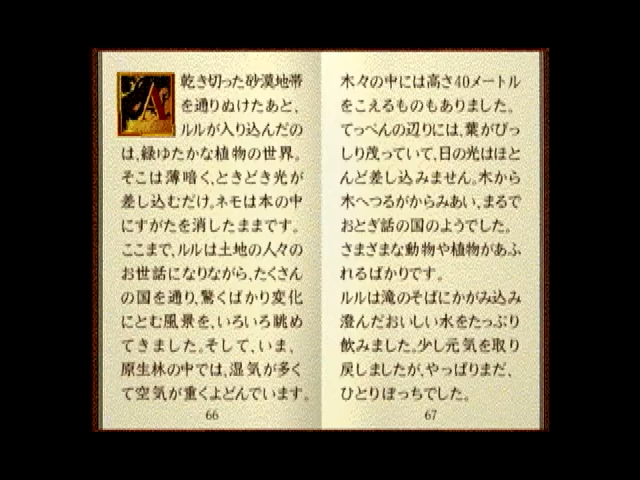 A
乾き切った砂漠地帯
を通りぬけたあと、
ルルが入り込んだの
は、緑ゆたかな植物の世界。
そこは薄暗く、ときどき光が
差し込むだけ。ネモは本の中
にすがたを消したままです。
ここまで、ルルは土地の人々の
お世話になりながら、たくさん
の国を通り、驚くばかり変化
にとむ風景を、いろいろ眺め
てきました。そして、いま、
原生林の中では、湿気が多く
て空気が重くよどんでいます。
66
木々の中には高さ40メートル
をこえるものもありました。
てっぺんの辺りには、葉がびっ
しり茂っていて、日の光はほと
んど差し込みません。木から
木へつるがからみあい、まるで
おとぎ話の国のようでした。
さまざまな動物や植物があふ
れるばかりです。
ルルは滝のそばにかがみ込み
澄んだおいしい水をたっぷり
飲みました。少し元気を取り
戻しましたが、やっぱりまだ、
ひとりぼっちでした。
67